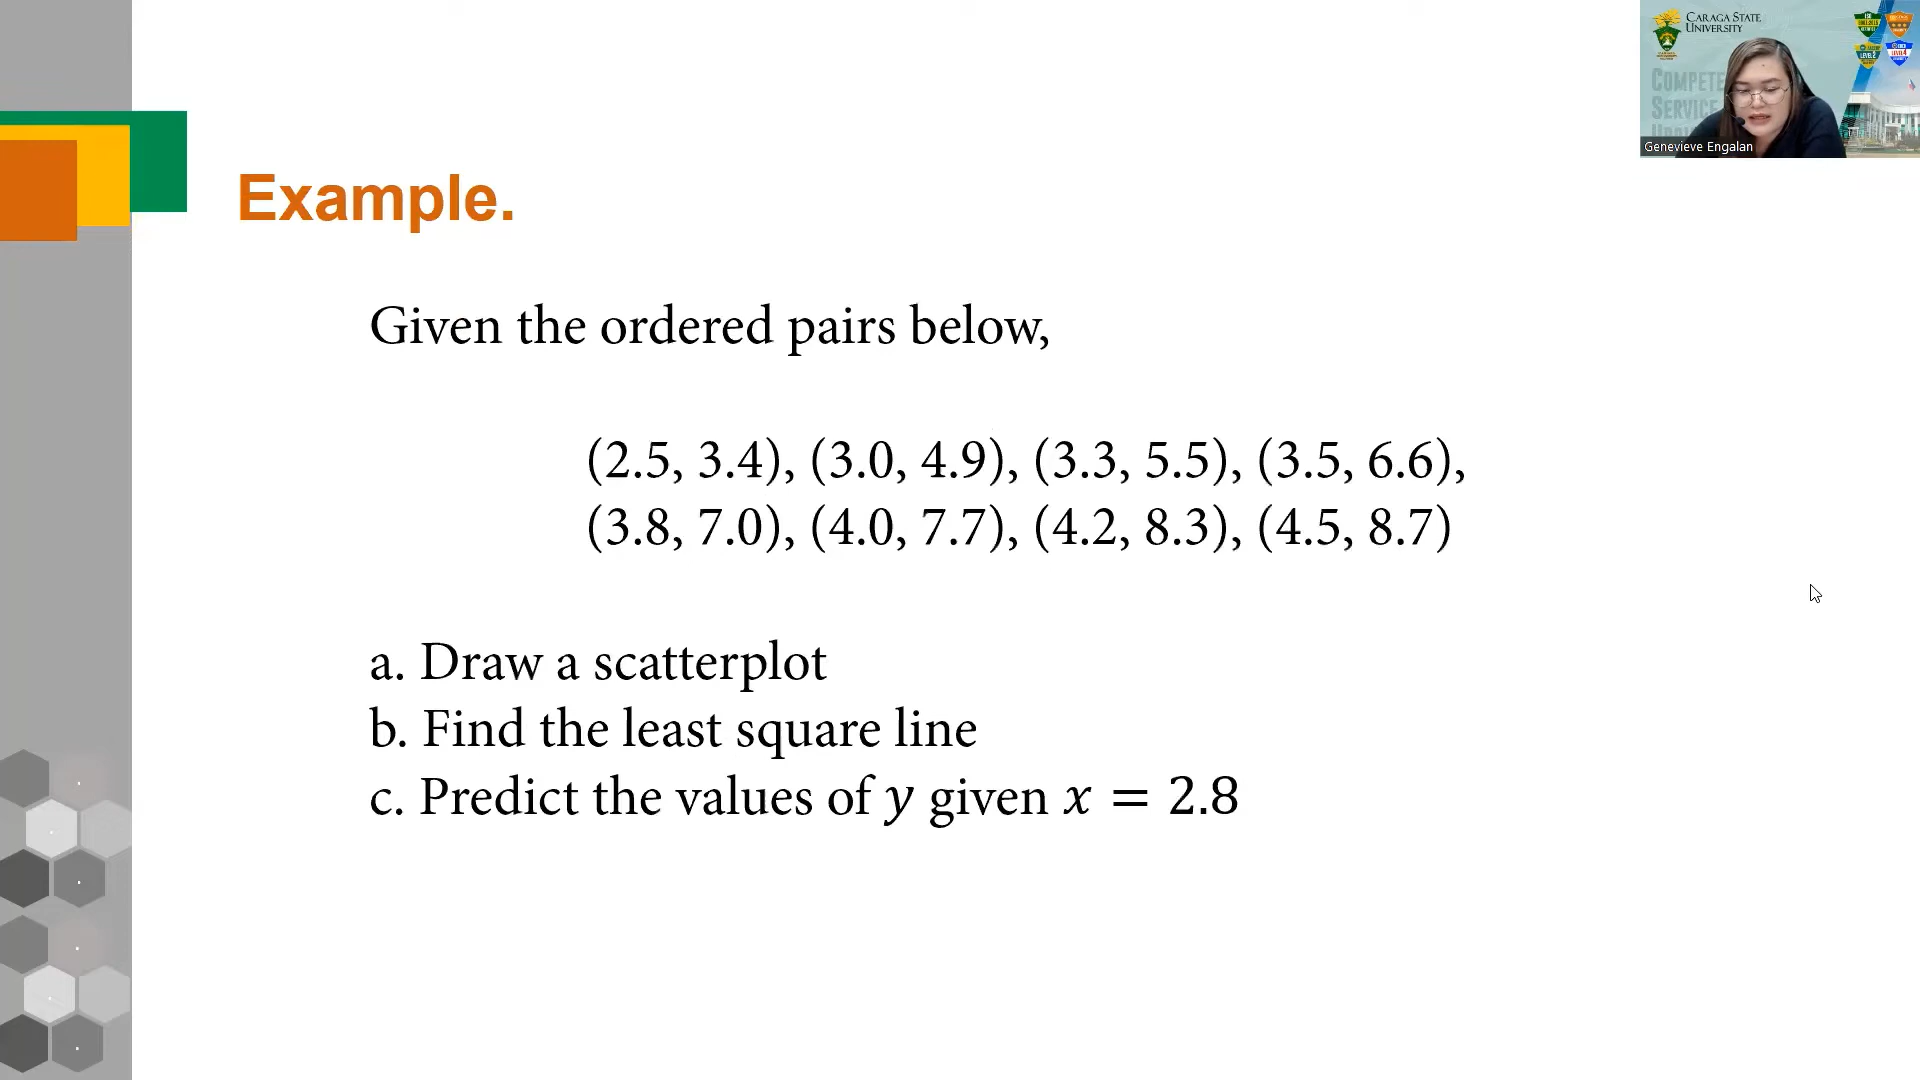 CARAGA STATE
UNIVERSITY
COMPETE
SERVICE
Genevieve Engalan
Example.
Given the ordered pairs below,
(2.5, 3.4), (3.0, 4.9), (3.3, 5.5), (3.5, 6.6),
(3.8, 7.0), (4.0, 7.7), (4.2, 8.3), (4.5, 8.7)
a. Draw a scatterplot
b. Find the least square line
c. Predict the values of y given x = 2.8